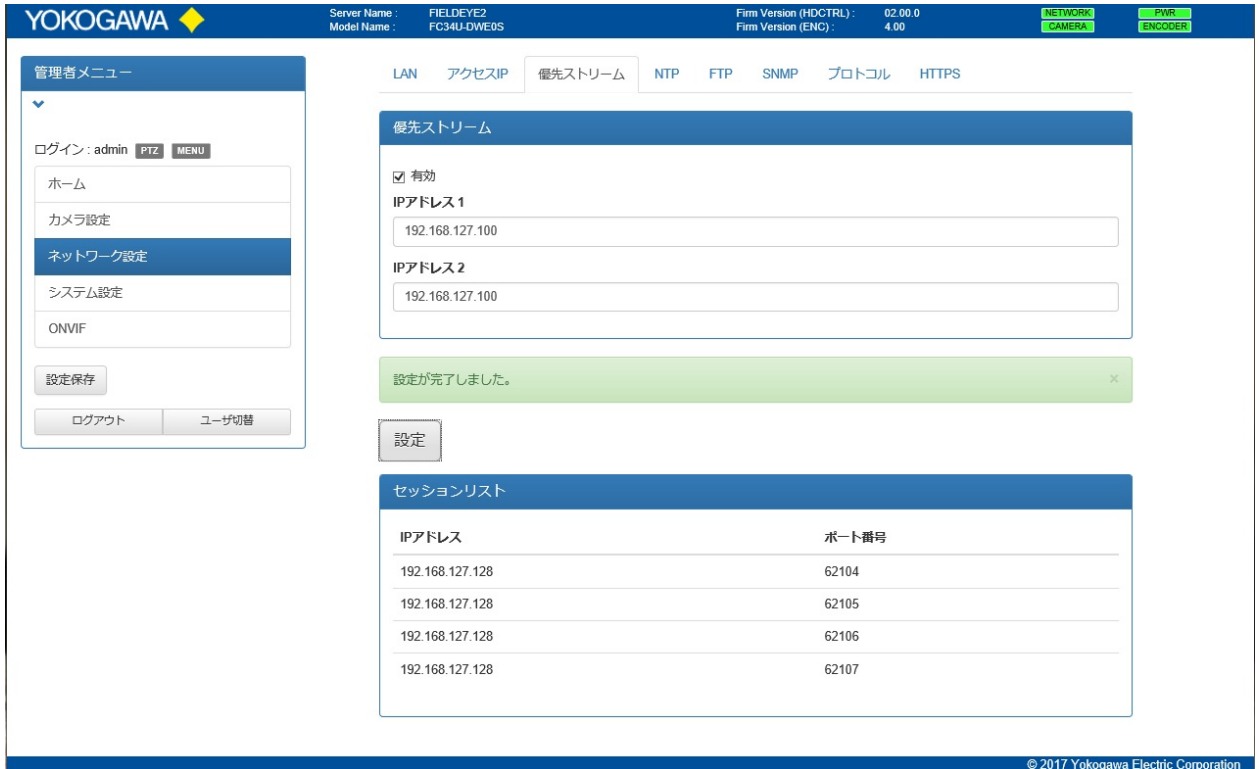 YOKOGAWA
Server Name : FIELDEYE2
Model Name : FC34U-DWE0S
Firm Version (HDCTRL) : 02.00.0
Firm Version (ENC) : 4.00
NETWORK PWR
CAMERA ENCODER
管理者メニュー
ログイン : admin PTZ MENU
ホーム
カメラ設定
ネットワーク設定
システム設定
ONVIF
設定保存
ログアウト ユーザ切替
LAN アクセスIP 優先ストリーム NTP FTP SNMP プロトコル HTTPS
優先ストリーム
有効
IPアドレス 1
192.168.127.100
IPアドレス 2
192.168.127.100
設定が完了しました。 ×
設定
セッションリスト
IPアドレス ポート番号
192.168.127.128 62104
192.168.127.128 62105
192.168.127.128 62106
192.168.127.128 62107
© 2017 Yokogawa Electric Corporation